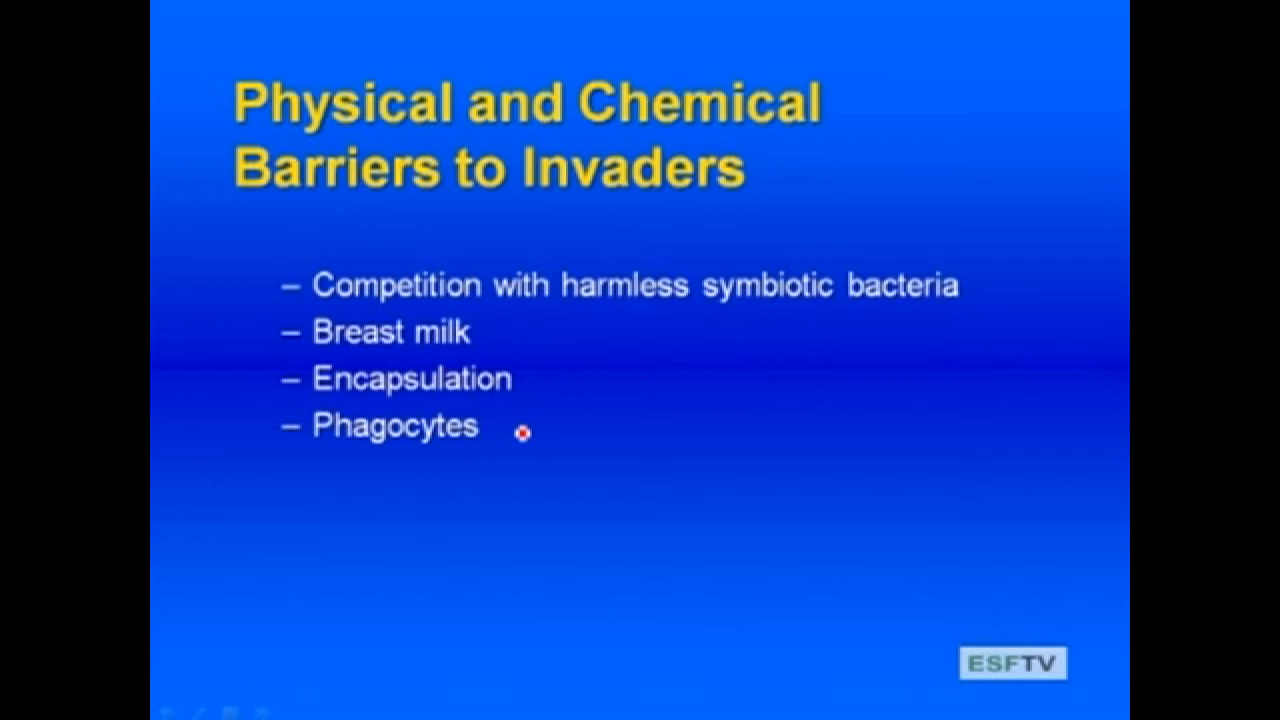 Physical and Chemical
Barriers to Invaders
– Competition with harmless symbiotic bacteria
– Breast milk
– Encapsulation
– Phagocytes
ESFTV